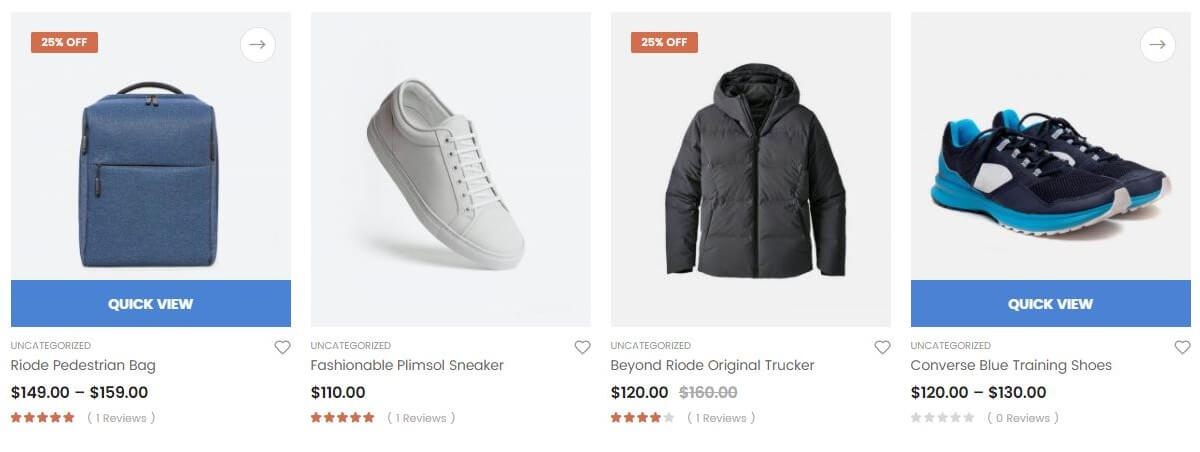 25% OFF
QUICK VIEW
UNCATEGORIZED
Riode Pedestrian Bag
$149.00 – $159.00
( 1 Reviews )
UNCATEGORIZED
Fashionable Plimsol Sneaker
$110.00
( 1 Reviews )
25% OFF
UNCATEGORIZED
Beyond Riode Original Trucker
$120.00 $160.00
( 1 Reviews )
QUICK VIEW
UNCATEGORIZED
Converse Blue Training Shoes
$120.00 – $130.00
( 0 Reviews )